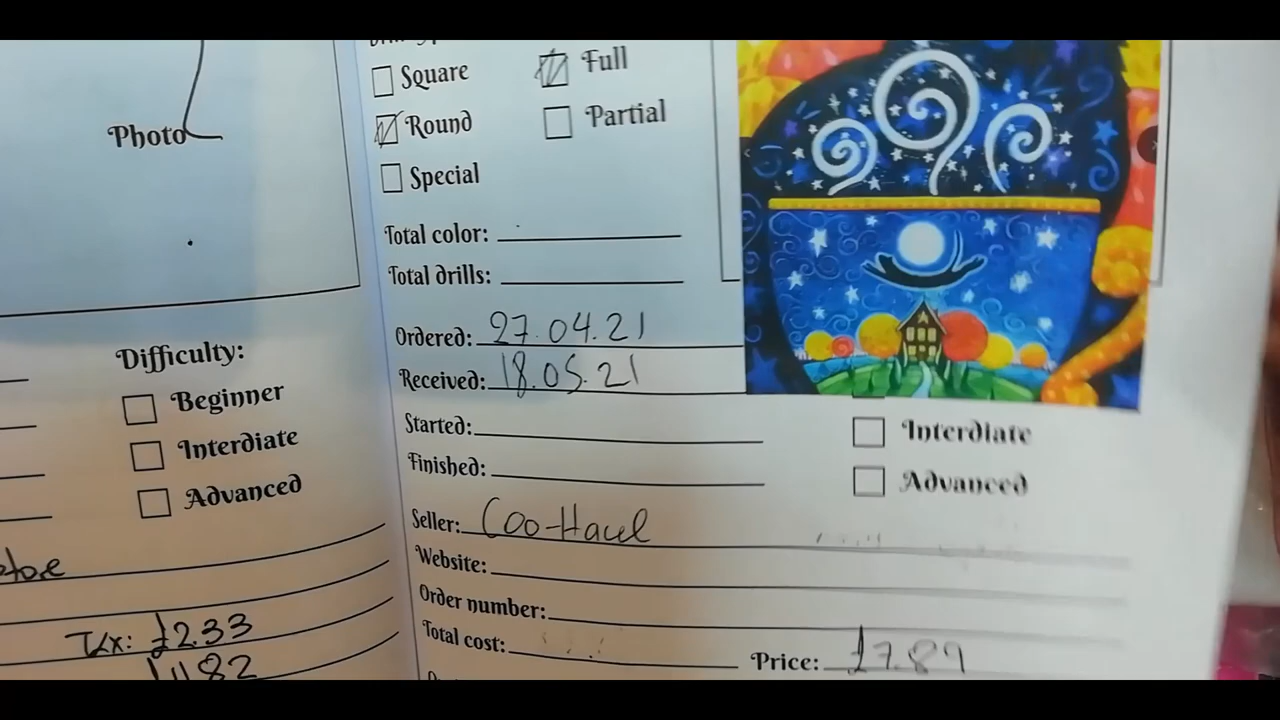 Photo
Difficulty:
Beginner
Interdiate
Advanced
Tax: £2.33
Square
Full
Round
Partial
Special
Total color:
Total drills:
Ordered: 27.04.21
Received: 18.05.21
Started:
Finished:
Interdiate
Advanced
Seller: Coo-Haul
Website:
Order number:
Total cost:
Price: £7.89